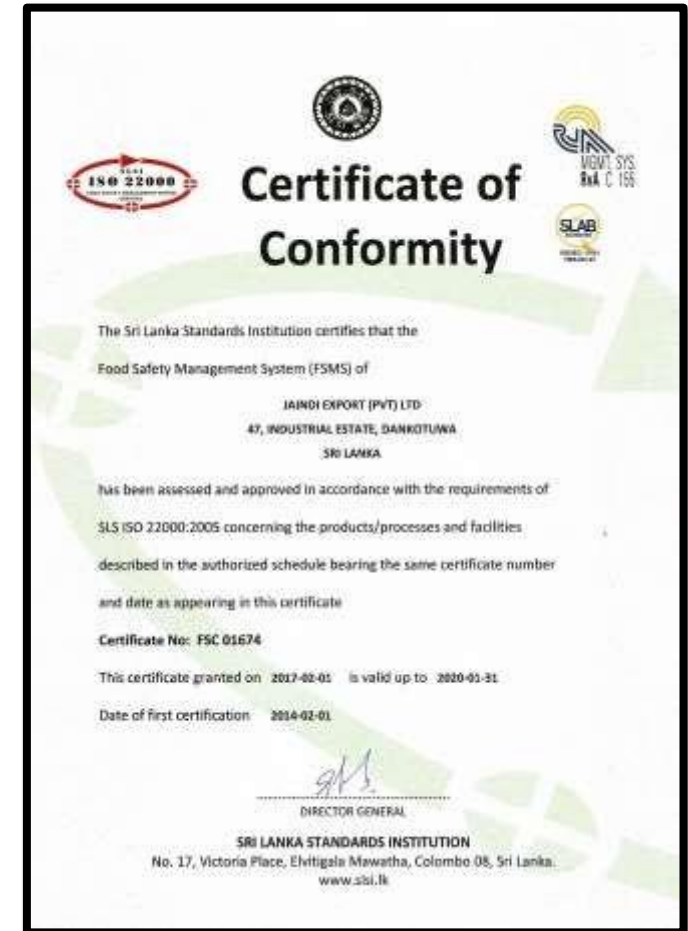 SLSI
ISO 22000
MGMT. SYS.
RvA C 155
SLAB
Certificate of
Conformity
The Sri Lanka Standards Institution certifies that the
Food Safety Management System (FSMS) of
JAINDI EXPORT (PVT) LTD
47, INDUSTRIAL ESTATE, DANKOTUWA
SRI LANKA
has been assessed and approved in accordance with the requirements of
SLS ISO 22000:2005 concerning the products/processes and facilities
described in the authorized schedule bearing the same certificate number
and date as appearing in this certificate
Certificate No: FSC 01674
This certificate granted on 2017-02-01 is valid up to 2020-01-31
Date of first certification 2014-02-01
DIRECTOR GENERAL
SRI LANKA STANDARDS INSTITUTION
No. 17, Victoria Place, Elvitigala Mawatha, Colombo 08, Sri Lanka.
www.slsi.lk